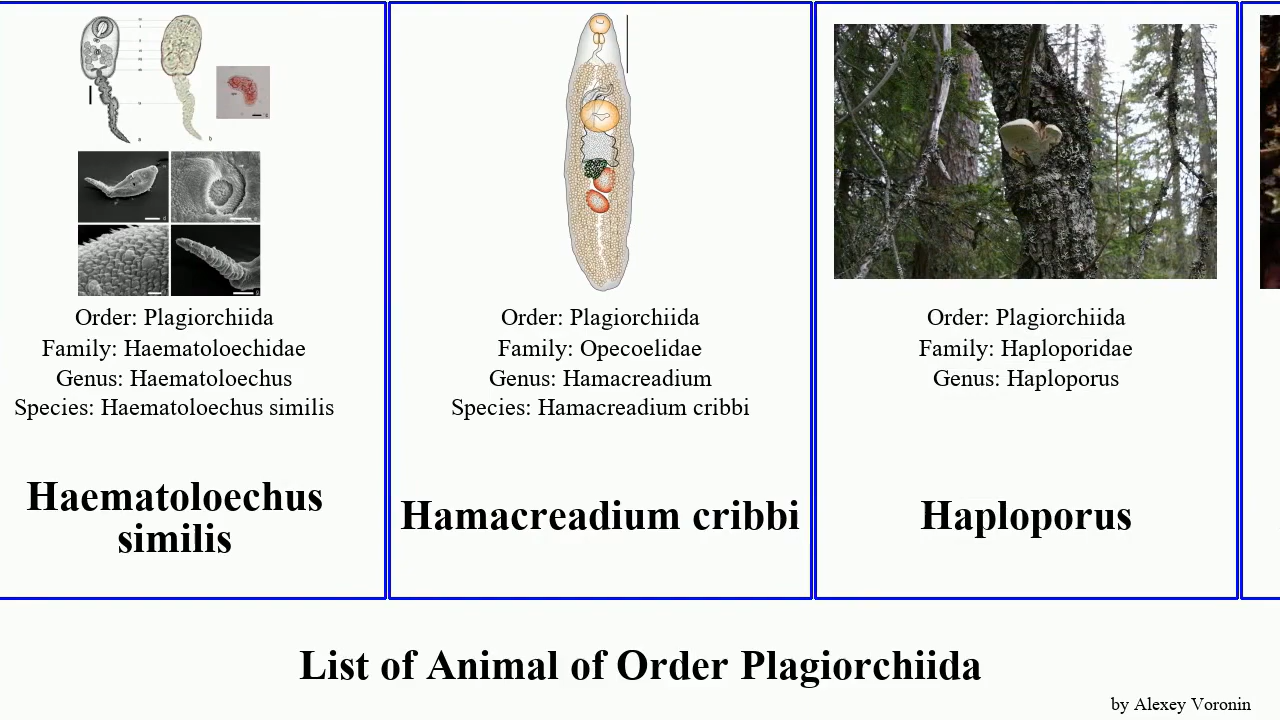 Order: Plagiorchiida
Family: Haematoloechidae
Genus: Haematoloechus
Species: Haematoloechus similis
Haematoloechus
similis
Order: Plagiorchiida
Family: Opecoelidae
Genus: Hamacreadium
Species: Hamacreadium cribbi
Hamacreadium cribbi
Order: Plagiorchiida
Family: Haploporidae
Genus: Haploporus
Haploporus
List of Animal of Order Plagiorchiida
by Alexey Voronin